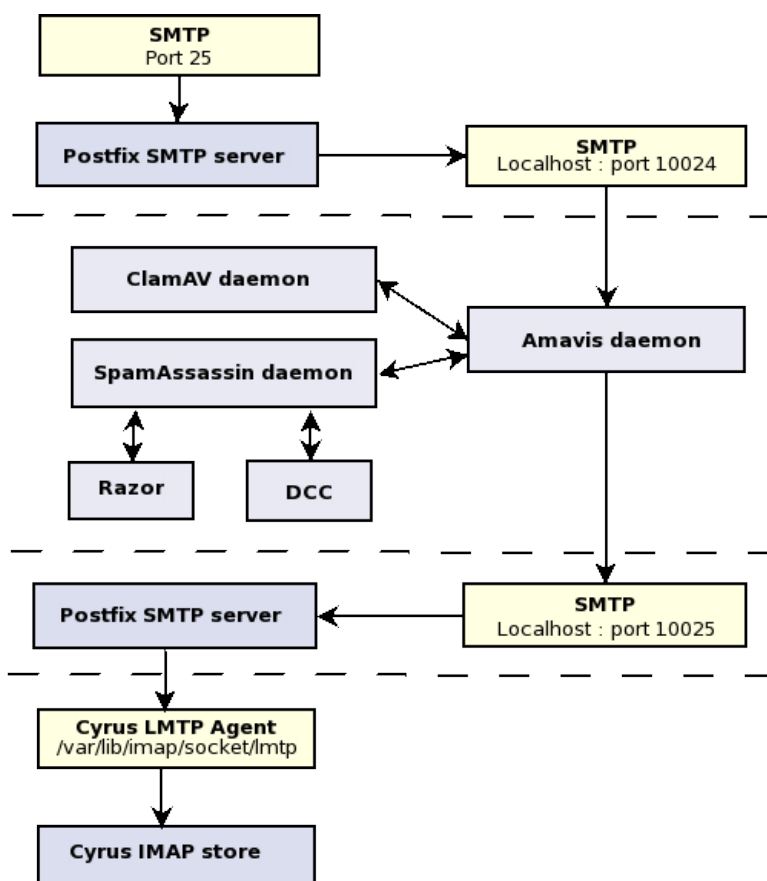 SMTP
Port 25
Postfix SMTP server
SMTP
Localhost : port 10024
ClamAV daemon
Amavis daemon
SpamAssassin daemon
Razor
DCC
Postfix SMTP server
SMTP
Localhost : port 10025
Cyrus LMTP Agent
/var/lib/imap/socket/lmtp
Cyrus IMAP store